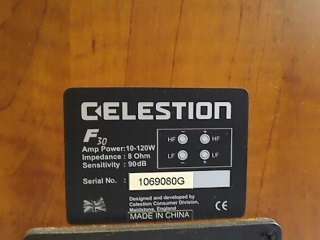 CELESTION
F30
Amp Power:10-120W
Impedance : 8 Ohm
Sensitivity : 90dB
HF - + HF
LF - + LF
Serial No. : 1069080G
Designed and developed by
Celestion Consumer Division,
Maidstone, England.
MADE IN CHINA